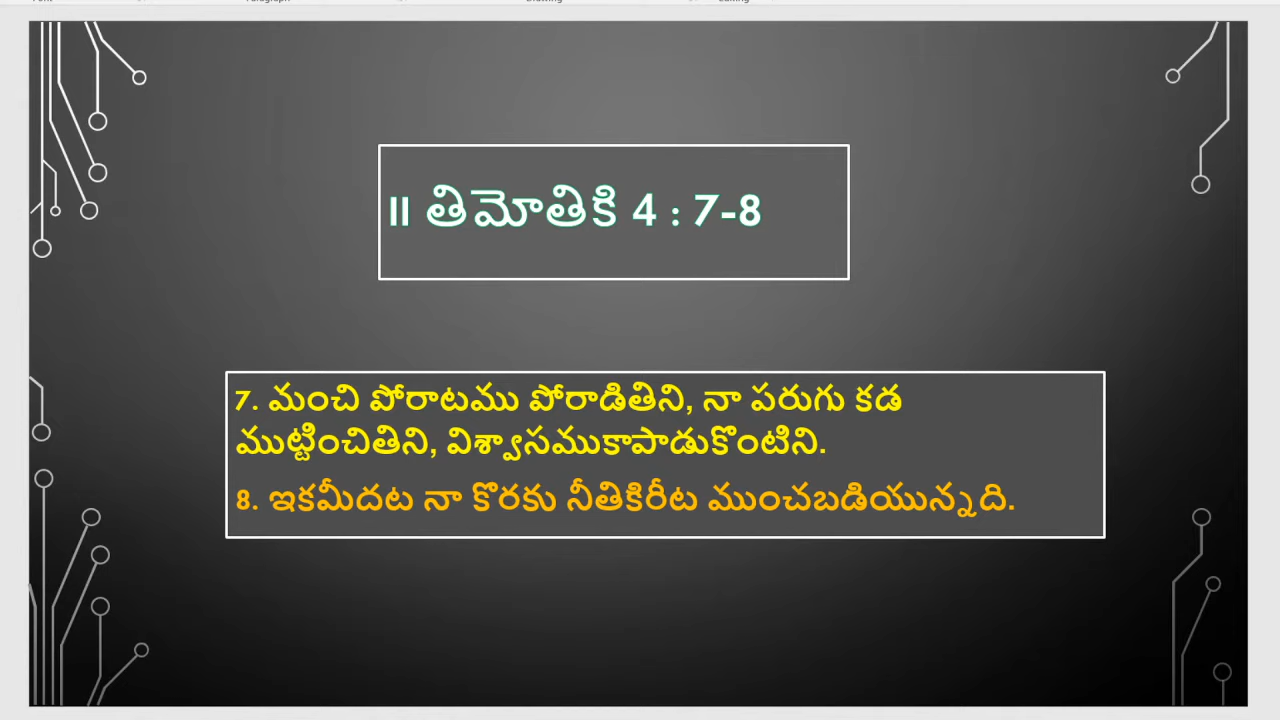 II తిమోతికి 4 : 7-8
7. మంచి పోరాటము పోరాడితిని, నా పరుగు కడ
ముట్టించితిని, విశ్వాసముకాపాడుకొంటిని.
8. ఇకమీదట నా కొరకు నీతికిరీట ముంచబడియున్నది.